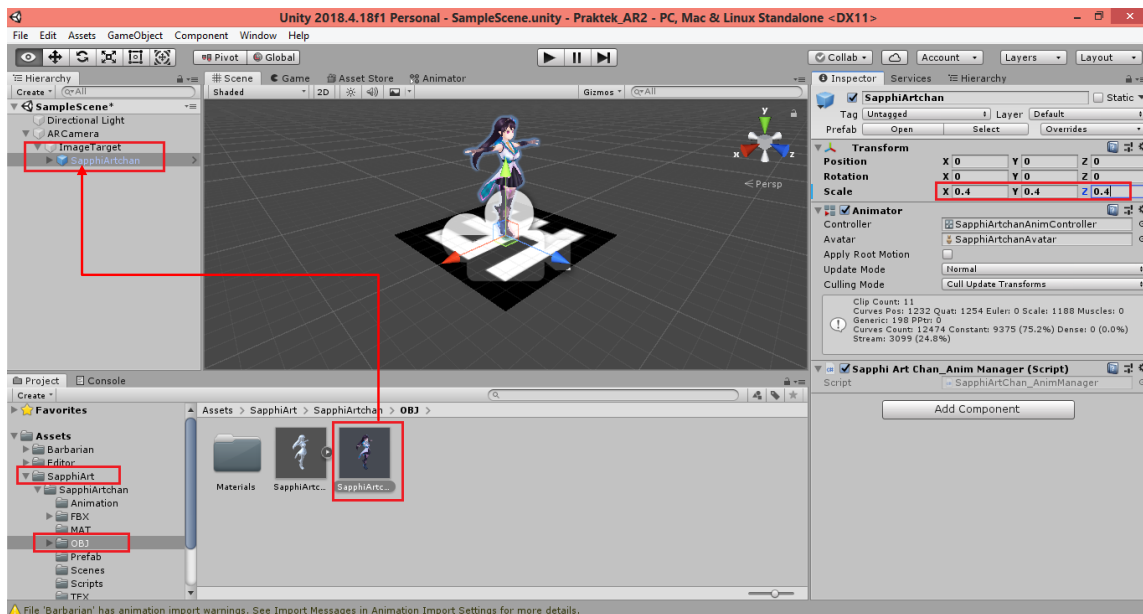 Unity 2018.4.18f1 Personal - SampleScene.unity - Praktek_AR2 - PC, Mac & Linux Standalone <DX11>
File Edit Assets GameObject Component Window Help
Pivot Global Collab Account Layers Layout
Hierarchy
Create All
SampleScene*
Directional Light
ARCamera
ImageTarget
SapphiArtchan
Scene Game Asset Store Animator
Shaded 2D Gizmos All
y
x z
Persp
Inspector Services Hierarchy
SapphiArtchan Static
Tag Untagged Layer Default
Prefab Open Select Overrides
Transform
Position X 0 Y 0 Z 0
Rotation X 0 Y 0 Z 0
Scale X 0.4 Y 0.4 Z 0.4
Animator
Controller SapphiArtchanAnimController
Avatar SapphiArtchanAvatar
Apply Root Motion
Update Mode Normal
Culling Mode Cull Update Transforms
Clip Count: 11
Curves Pos: 1232 Quat: 1254 Euler: 0 Scale: 1188 Muscles: 0
Generic: 198 PPtr: 0
Curves Count: 12474 Constant: 9375 (75.2%) Dense: 0 (0.0%)
Stream: 3099 (24.8%)
Sapphi Art Chan_Anim Manager (Script)
Script SapphiArtChan_AnimManager
Add Component
Project Console
Create
Favorites
Assets
Barbarian
Editor
SapphiArt
SapphiArtchan
Animation
FBX
MAT
OBJ
Prefab
Scenes
Scripts
TEX
Assets > SapphiArt > SapphiArtchan > OBJ >
Materials SapphiArtc... SapphiArtc...
File 'Barbarian' has animation import warnings. See Import Messages in Animation Import Settings for more details.